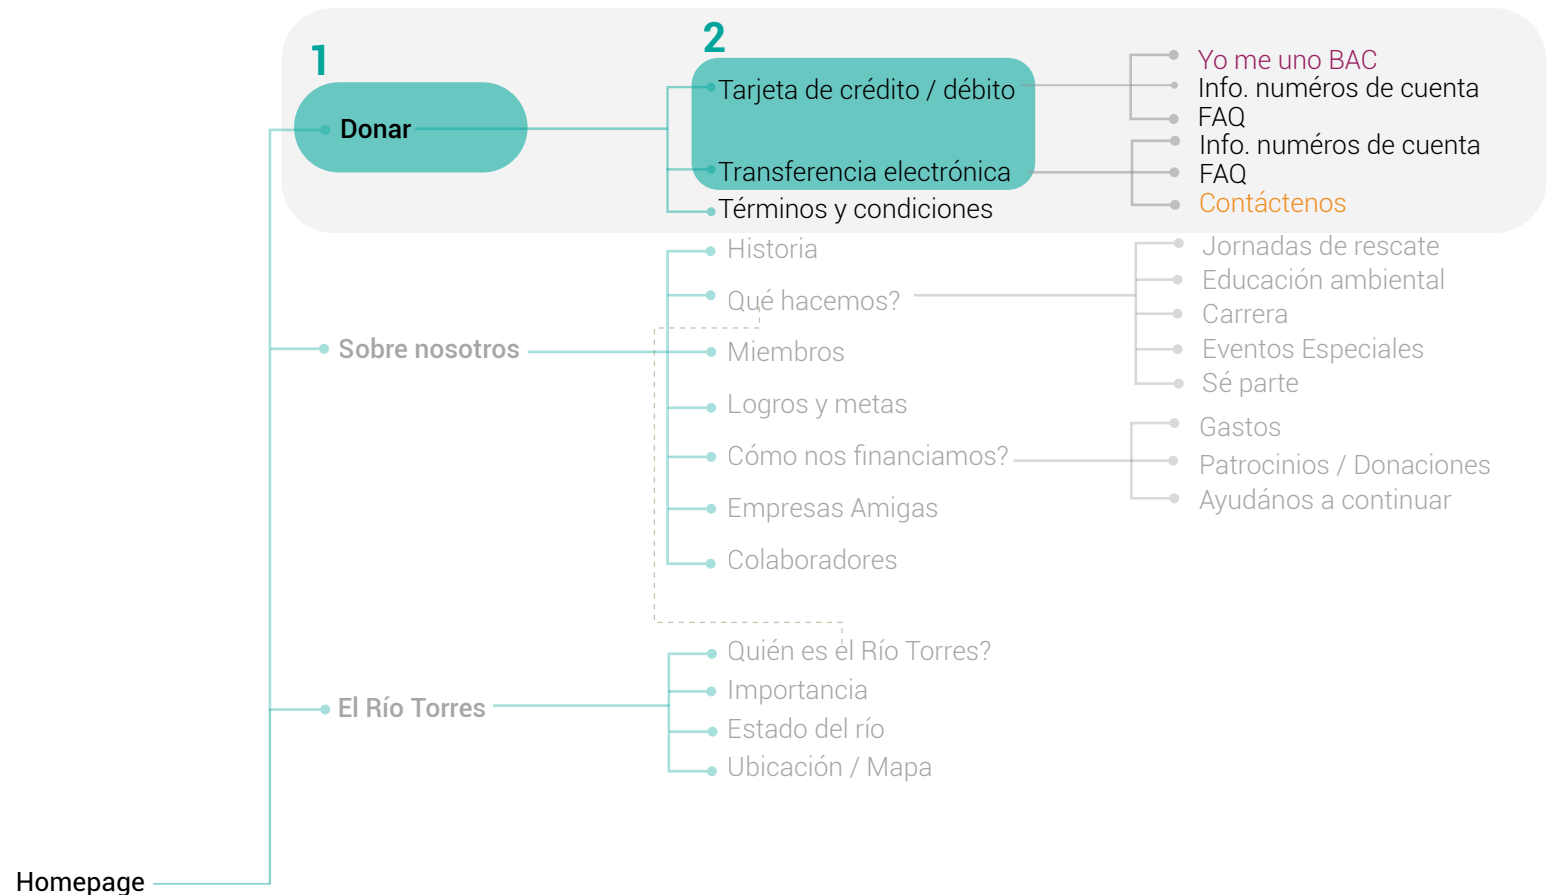 1
2
Donar
Tarjeta de crédito / débito
Yo me uno BAC
Info. numéros de cuenta
FAQ
Transferencia electrónica
Info. numéros de cuenta
FAQ
Contáctenos
Términos y condiciones
Sobre nosotros
Historia
Qué hacemos?
Jornadas de rescate
Educación ambiental
Carrera
Eventos Especiales
Sé parte
Miembros
Logros y metas
Cómo nos financiamos?
Gastos
Patrocinios / Donaciones
Ayudános a continuar
Empresas Amigas
Colaboradores
El Río Torres
Quién es el Río Torres?
Importancia
Estado del río
Ubicación / Mapa
Homepage